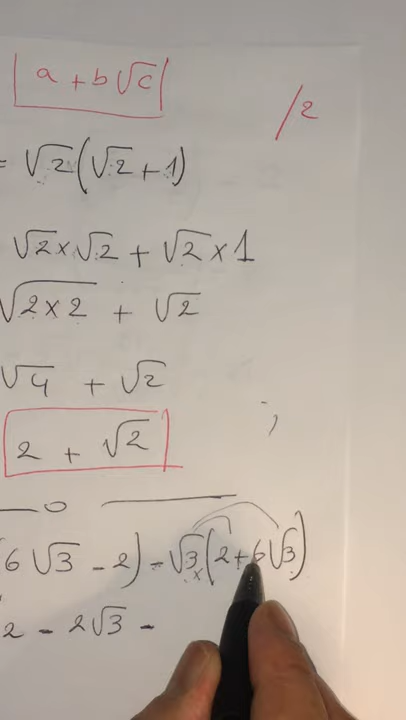 a + b√c
/2
= √2(√2 + 1)
√2 x √2 + √2 x 1
√2 x 2 + √2
√4 + √2
2 + √2
;
6√3 - 2) - √3(2 + 6√3)
2 - 2√3 -